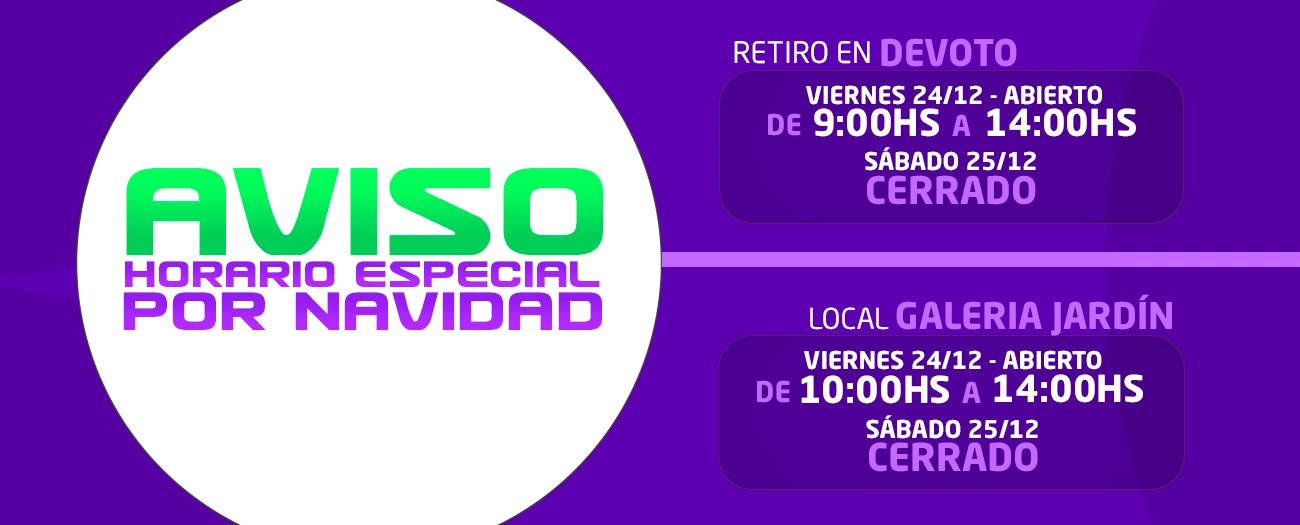 AVISO
HORARIO ESPECIAL
POR NAVIDAD
RETIRO EN DEVOTO
VIERNES 24/12 - ABIERTO
DE 9:00HS A 14:00HS
SÁBADO 25/12
CERRADO
LOCAL GALERIA JARDÍN
VIERNES 24/12 - ABIERTO
DE 10:00HS A 14:00HS
SÁBADO 25/12
CERRADO